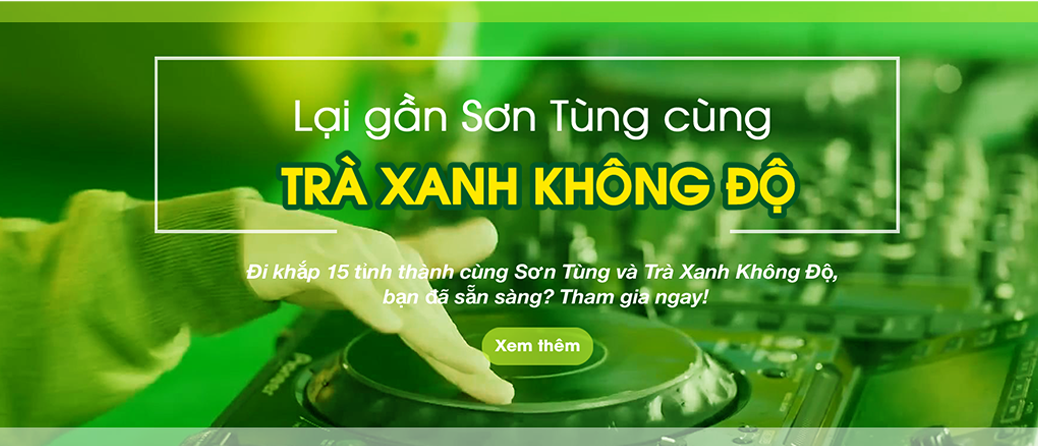 Lại gần Sơn Tùng cùng
TRÀ XANH KHÔNG ĐỘ
Đi khắp 15 tỉnh thành cùng Sơn Tùng và Trà Xanh Không Độ,
bạn đã sẵn sàng? Tham gia ngay!
Xem thêm
Pioneer